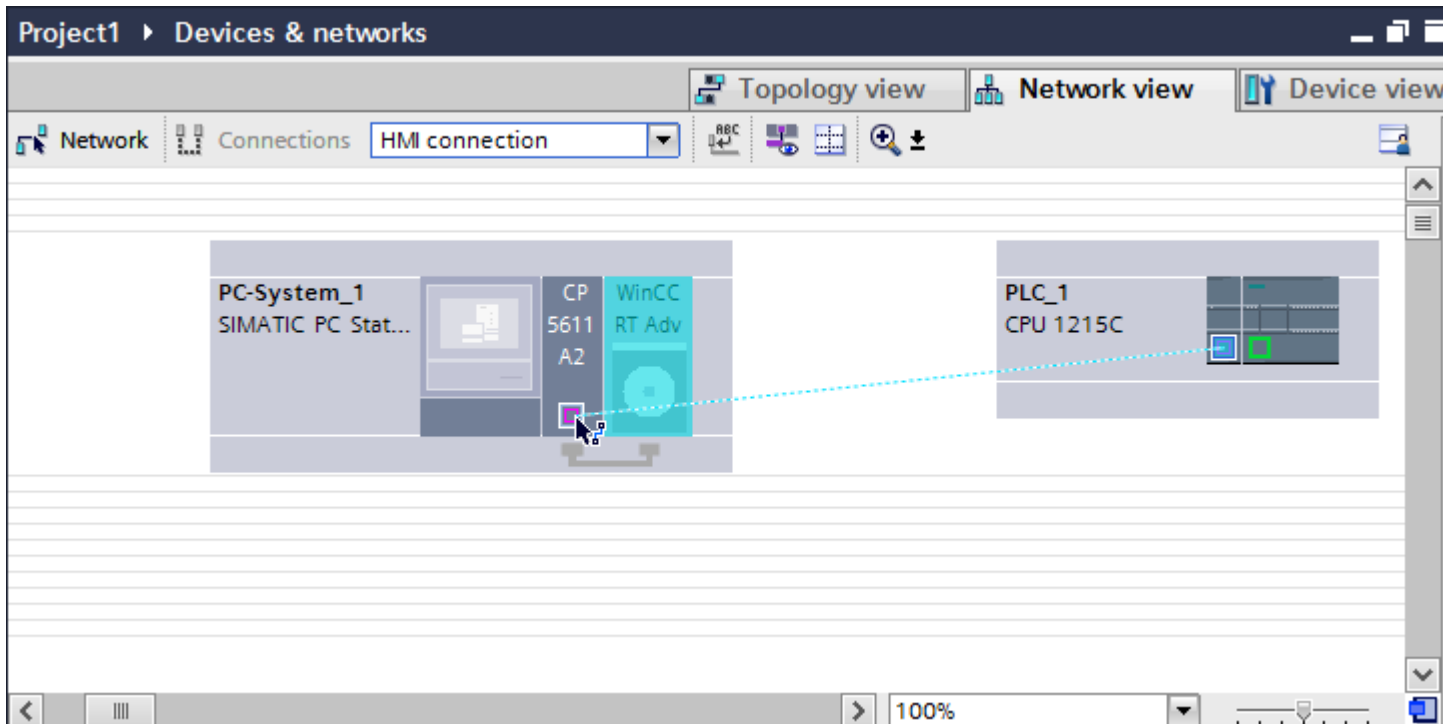 Project1 ▸ Devices & networks
Topology view Network view Device view
Network Connections HMI connection ABC
PC-System_1
SIMATIC PC Stat...
CP
5611
A2
WinCC
RT Adv
PLC_1
CPU 1215C
100%